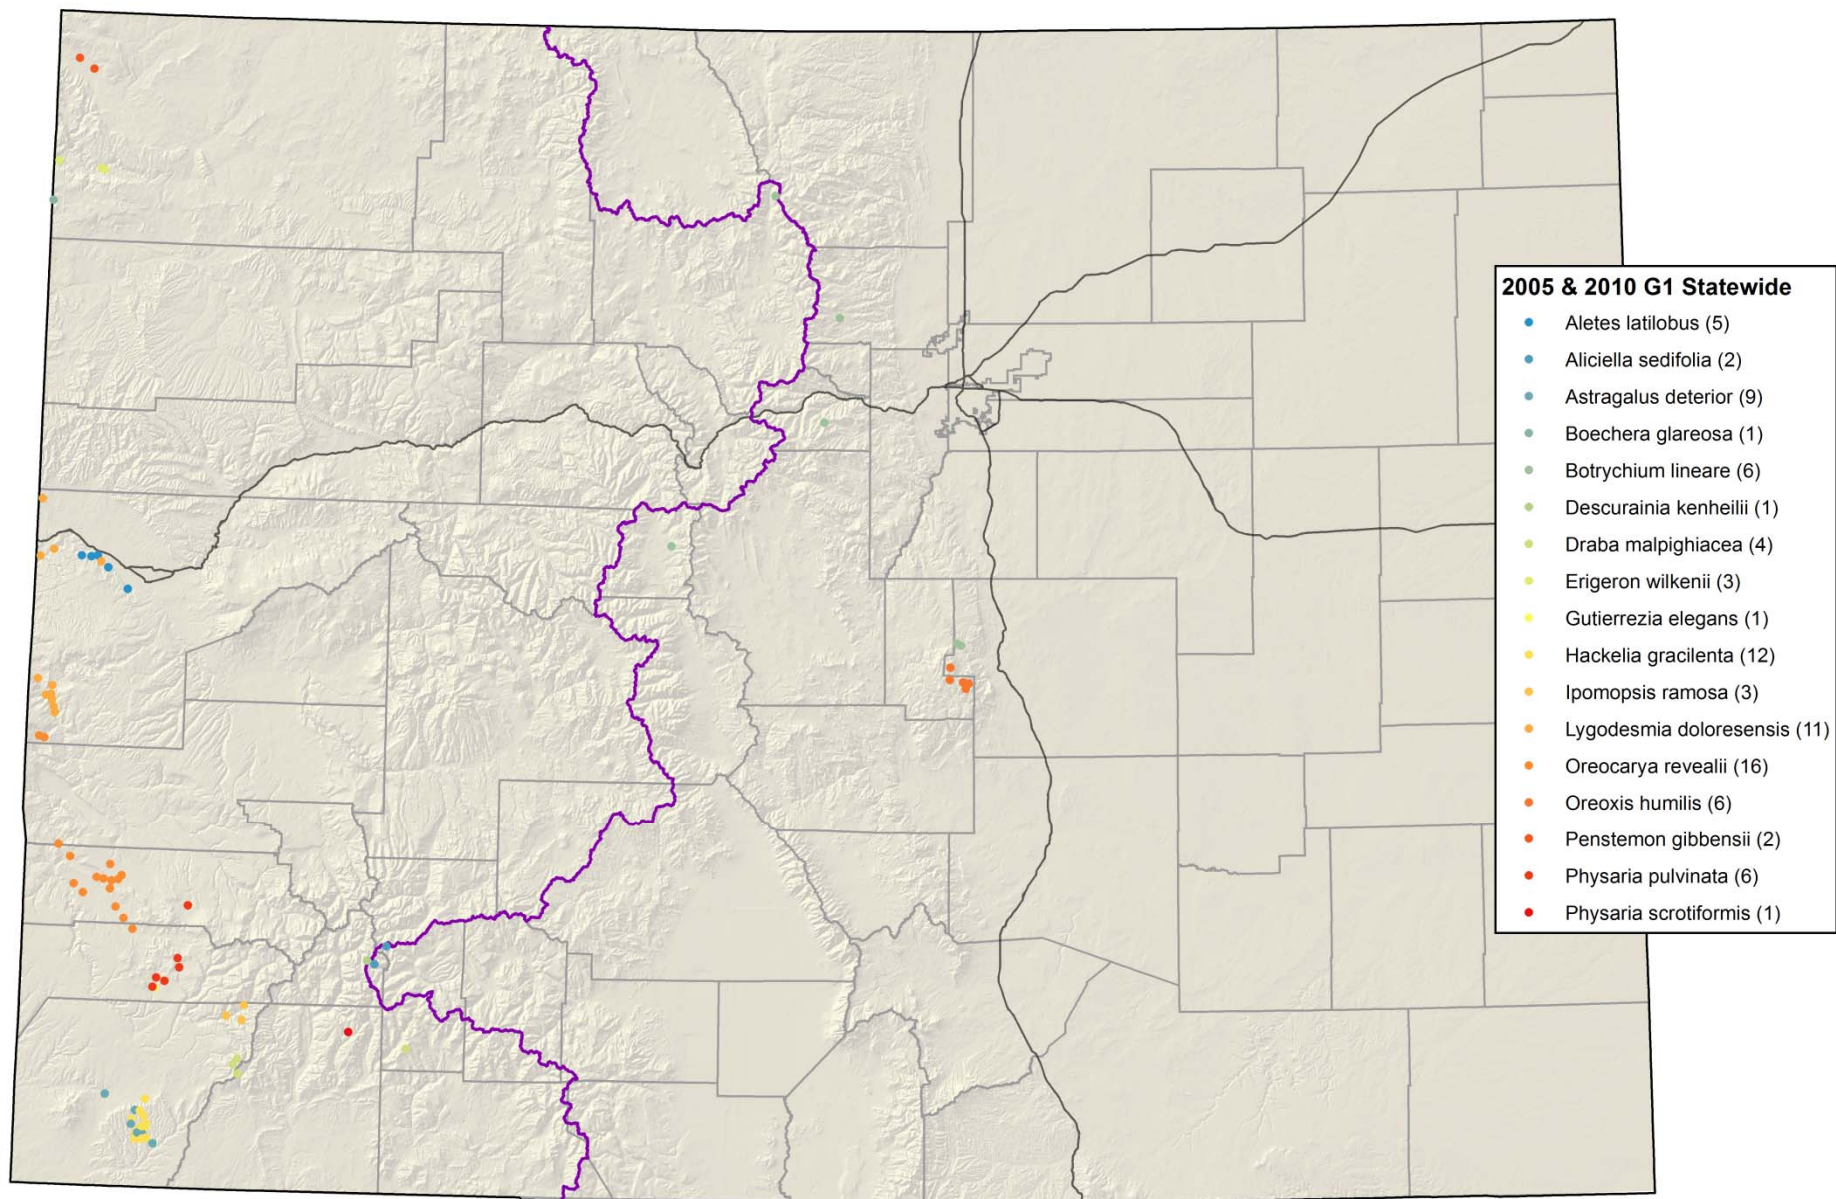 2005 & 2010 G1 Statewide
Aletes latilobus (5)
Aliciella sedifolia (2)
Astragalus deterior (9)
Boechera glareosa (1)
Botrychium lineare (6)
Descurainia kenheilii (1)
Draba malpighiacea (4)
Erigeron wilkenii (3)
Gutierrezia elegans (1)
Hackelia gracilenta (12)
Ipomopsis ramosa (3)
Lygodesmia doloresensis (11)
Oreocarya revealii (16)
Oreoxis humilis (6)
Penstemon gibbensii (2)
Physaria pulvinata (6)
Physaria scrotiformis (1)